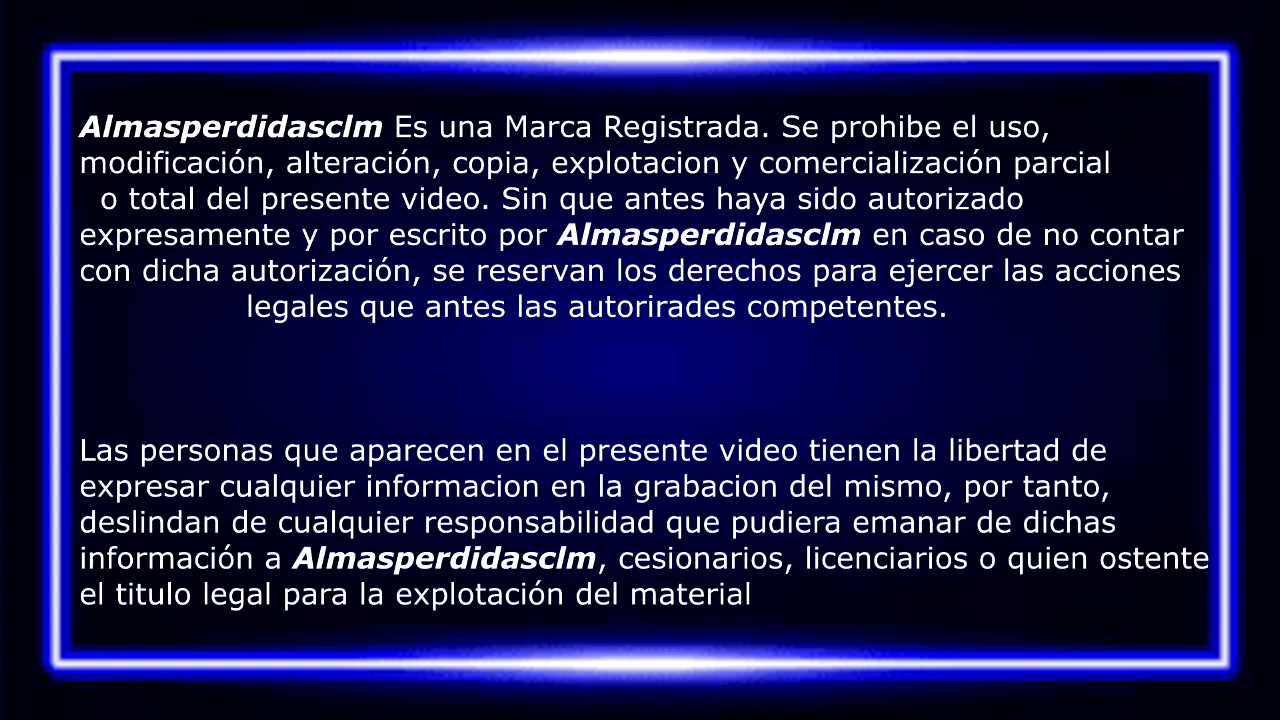 Almasperdidasclm Es una Marca Registrada. Se prohibe el uso,
modificación, alteración, copia, explotacion y comercialización parcial
o total del presente video. Sin que antes haya sido autorizado
expresamente y por escrito por Almasperdidasclm en caso de no contar
con dicha autorización, se reservan los derechos para ejercer las acciones
legales que antes las autorirades competentes.
Las personas que aparecen en el presente video tienen la libertad de
expresar cualquier informacion en la grabacion del mismo, por tanto,
deslindan de cualquier responsabilidad que pudiera emanar de dichas
información a Almasperdidasclm, cesionarios, licenciarios o quien ostente
el titulo legal para la explotación del material